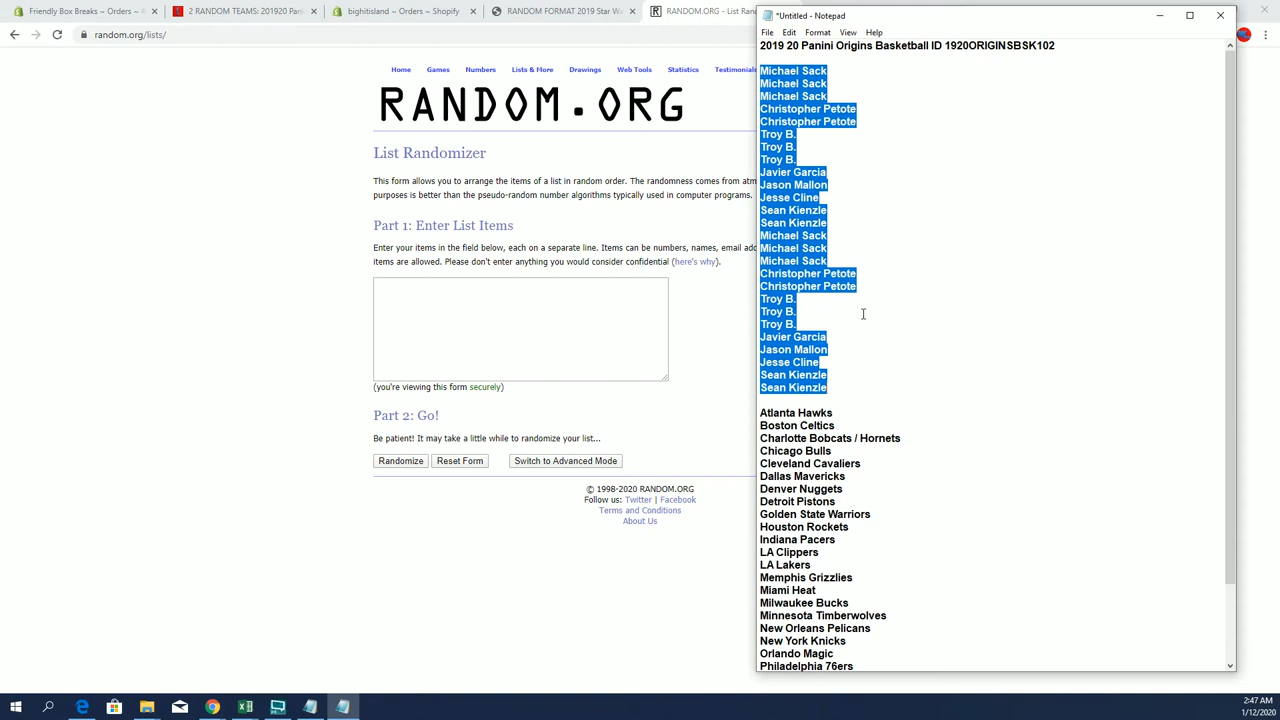 Friendly Box Breaks ~ Orders ~
2 RANDOM TEAMS: 201920 Pani
bighitisland ~ Orders ~ Shopify
RANDOM FORMAT 2019 Star Wa
RANDOM.ORG - List Ran
random.org/lists/
Home Games Numbers Lists & More Drawings Web Tools Statistics Testimonials
RANDOM.ORG
List Randomizer
This form allows you to arrange the items of a list in random order. The randomness comes from atm
purposes is better than the pseudo-random number algorithms typically used in computer programs.
Part 1: Enter List Items
Enter your items in the field below, each on a separate line. Items can be numbers, names, email add
items are allowed. Please don't enter anything you would consider confidential (here's why).
(you're viewing this form securely)
Part 2: Go!
Be patient! It may take a little while to randomize your list...
Randomize Reset Form Switch to Advanced Mode
© 1998-2020 RANDOM.ORG
Follow us: Twitter | Facebook
Terms and Conditions
About Us
*Untitled - Notepad
File Edit Format View Help
2019 20 Panini Origins Basketball ID 1920ORIGINSBSK102
Michael Sack
Michael Sack
Michael Sack
Christopher Petote
Christopher Petote
Troy B.
Troy B.
Troy B.
Javier Garcia
Jason Mallon
Jesse Cline
Sean Kienzle
Sean Kienzle
Michael Sack
Michael Sack
Michael Sack
Christopher Petote
Christopher Petote
Troy B.
Troy B.
Troy B.
Javier Garcia
Jason Mallon
Jesse Cline
Sean Kienzle
Sean Kienzle
Atlanta Hawks
Boston Celtics
Charlotte Bobcats / Hornets
Chicago Bulls
Cleveland Cavaliers
Dallas Mavericks
Denver Nuggets
Detroit Pistons
Golden State Warriors
Houston Rockets
Indiana Pacers
LA Clippers
LA Lakers
Memphis Grizzlies
Miami Heat
Milwaukee Bucks
Minnesota Timberwolves
New Orleans Pelicans
New York Knicks
Orlando Magic
Philadelphia 76ers
2:47 AM
1/12/2020